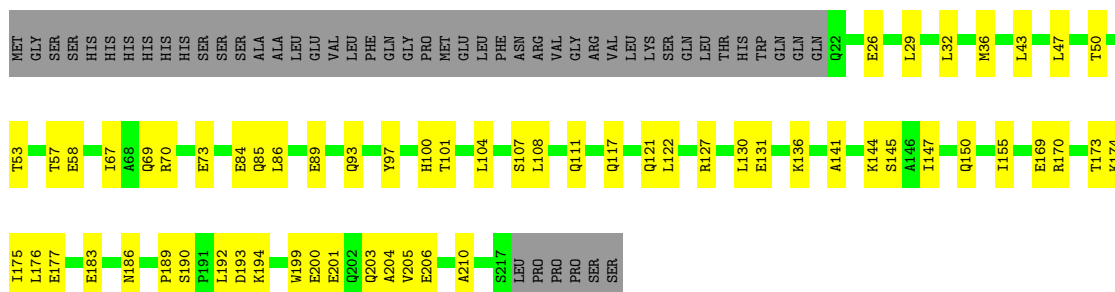 MET GLY SER SER HIS HIS HIS HIS HIS HIS SER SER SER ALA ALA LEU GLU VAL LEU PHE GLN GLY PRO MET GLU LEU PHE ASN ARG VAL GLY ARG VAL LEU LYS SER GLN LEU THR HIS TRP GLN GLN GLN Q22 E26 L29 L32 M36 L43 L47 T50
T53 T57 E58 I67 A68 Q69 R70 E73 E84 Q85 L86 E89 Q93 Y97 H100 T101 L104 S107 L108 Q111 Q117 Q121 L122 R127 L130 E131 K136 A141 K144 S145 A146 I147 Q150 I155 E169 R170 T173 K174
I175 L176 E177 E183 N186 P189 S190 P191 L192 D193 K194 W199 E200 E201 Q202 Q203 A204 V205 E206 A210 S217 LEU PRO PRO PRO SER SER